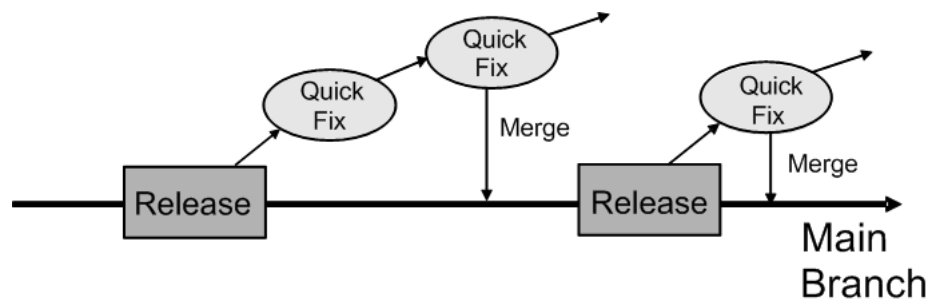 Quick
Fix
Quick
Fix
Merge
Release
Quick
Fix
Merge
Release
Main
Branch